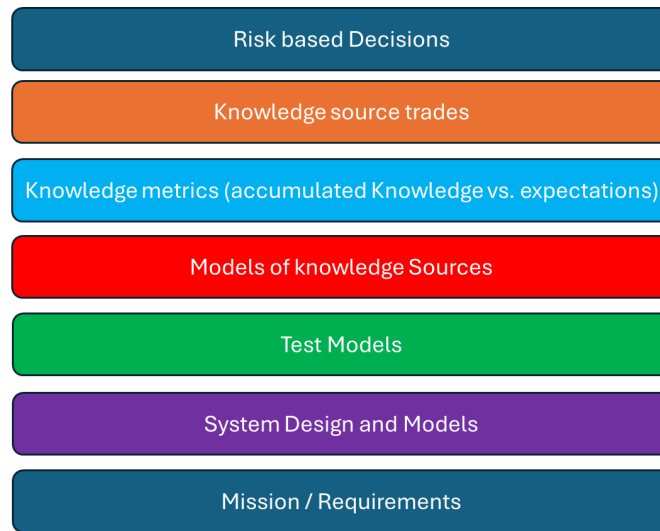 Risk based Decisions
Knowledge source trades
Knowledge metrics (accumulated Knowledge vs. expectations)
Models of knowledge Sources
Test Models
System Design and Models
Mission / Requirements